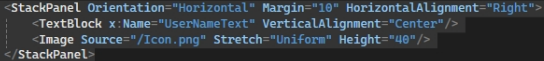 <StackPanel Orientation="Horizontal" Margin="10" HorizontalAlignment="Right">
<TextBlock x:Name="UserNameText" VerticalAlignment="Center"/>
<Image Source="/Icon.png" Stretch="Uniform" Height="40"/>
</StackPanel>